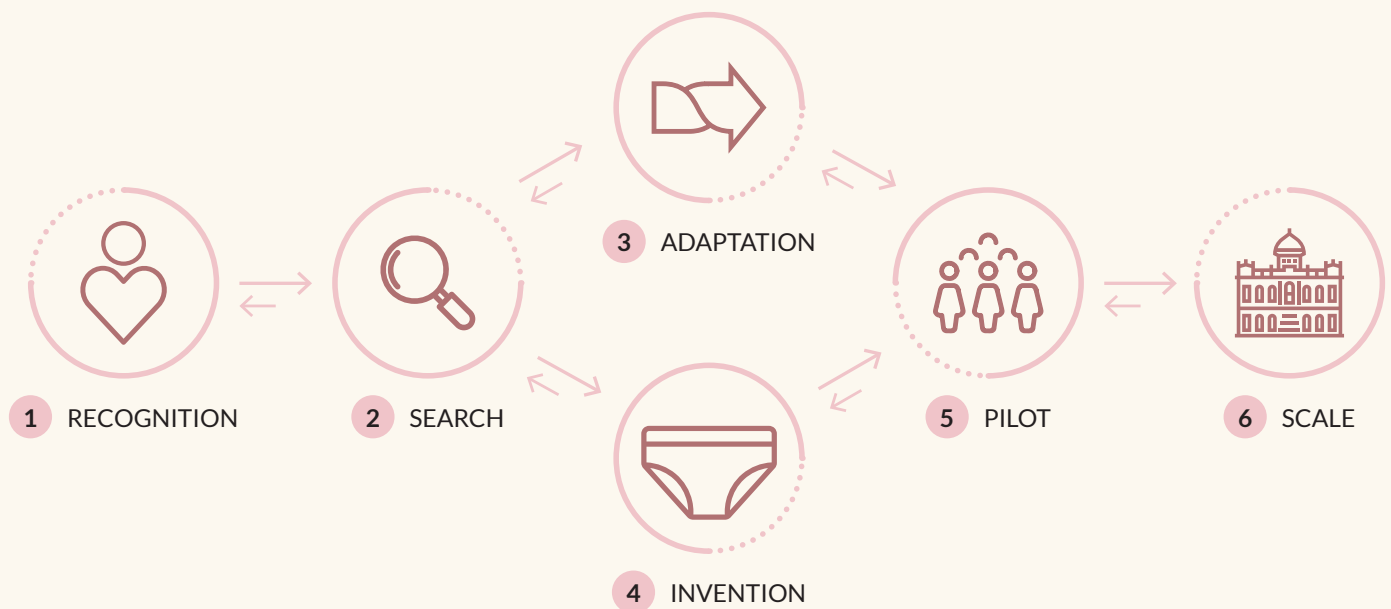 1 RECOGNITION
2 SEARCH
3 ADAPTATION
4 INVENTION
5 PILOT
6 SCALE